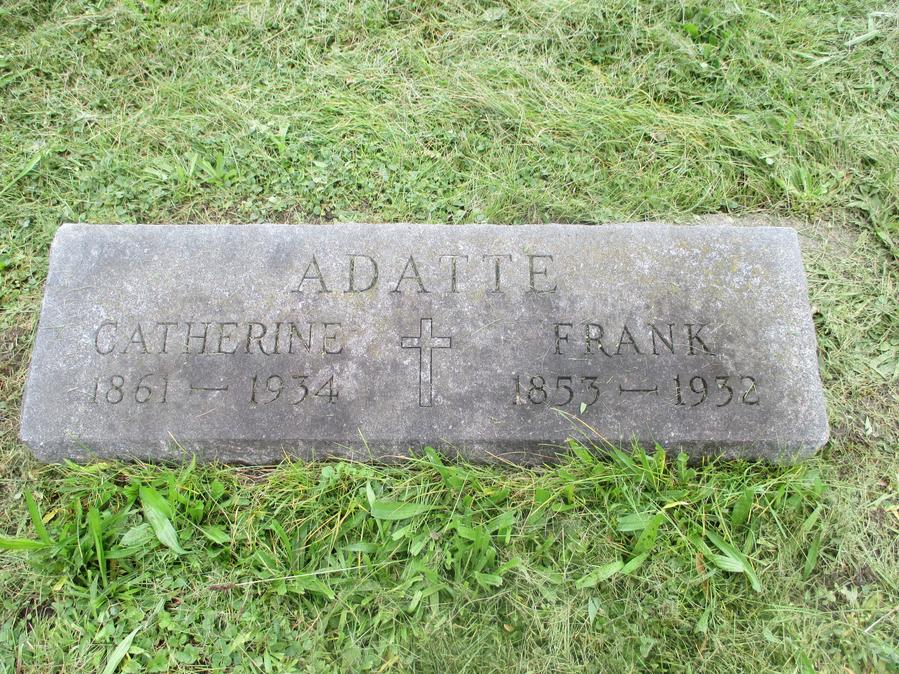 ADATTE
CATHERINE FRANK
1861 — 1934 1853 — 1932